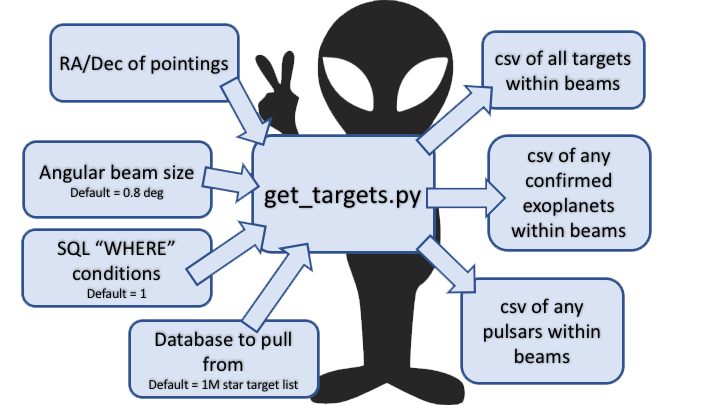 RA/Dec of pointings
Angular beam size
Default = 0.8 deg
SQL “WHERE”
conditions
Default = 1
Database to pull
from
Default = 1M star target list
get_targets.py
csv of all targets
within beams
csv of any
confirmed
exoplanets
within beams
csv of any
pulsars within
beams